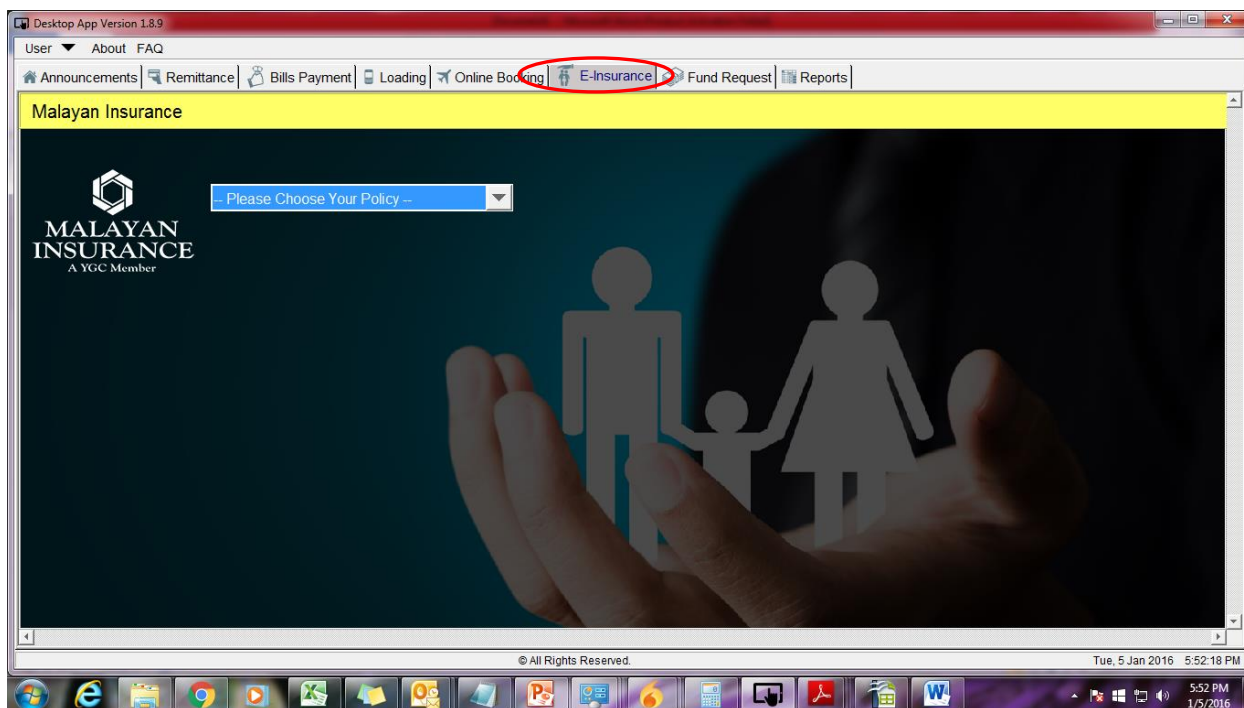 Desktop App Version 1.8.9
User About FAQ
Announcements Remittance Bills Payment Loading Online Booking E-Insurance Fund Request Reports
Malayan Insurance
-- Please Choose Your Policy --
MALAYAN
INSURANCE
A YGC Member
© All Rights Reserved. Tue, 5 Jan 2016 5:52:18 PM
5:52 PM
1/5/2016